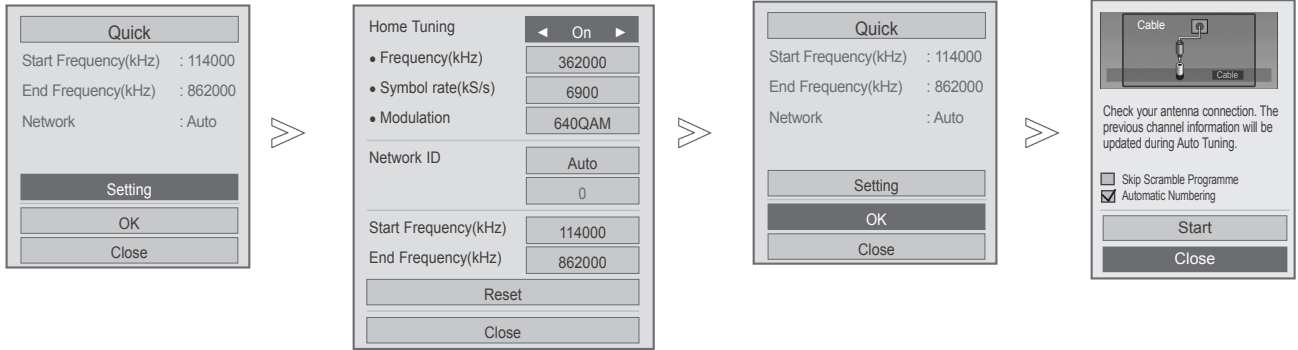 Quick
Start Frequency(kHz) : 114000
End Frequency(kHz) : 862000
Network : Auto
Setting
OK
Close
Home Tuning ◄ On ►
• Frequency(kHz) 362000
• Symbol rate(kS/s) 6900
• Modulation 640QAM
Network ID Auto
0
Start Frequency(kHz) 114000
End Frequency(kHz) 862000
Reset
Close
Quick
Start Frequency(kHz) : 114000
End Frequency(kHz) : 862000
Network : Auto
Setting
OK
Close
Cable
Cable
Check your antenna connection. The
previous channel information will be
updated during Auto Tuning.
Skip Scramble Programme
Automatic Numbering
Start
Close